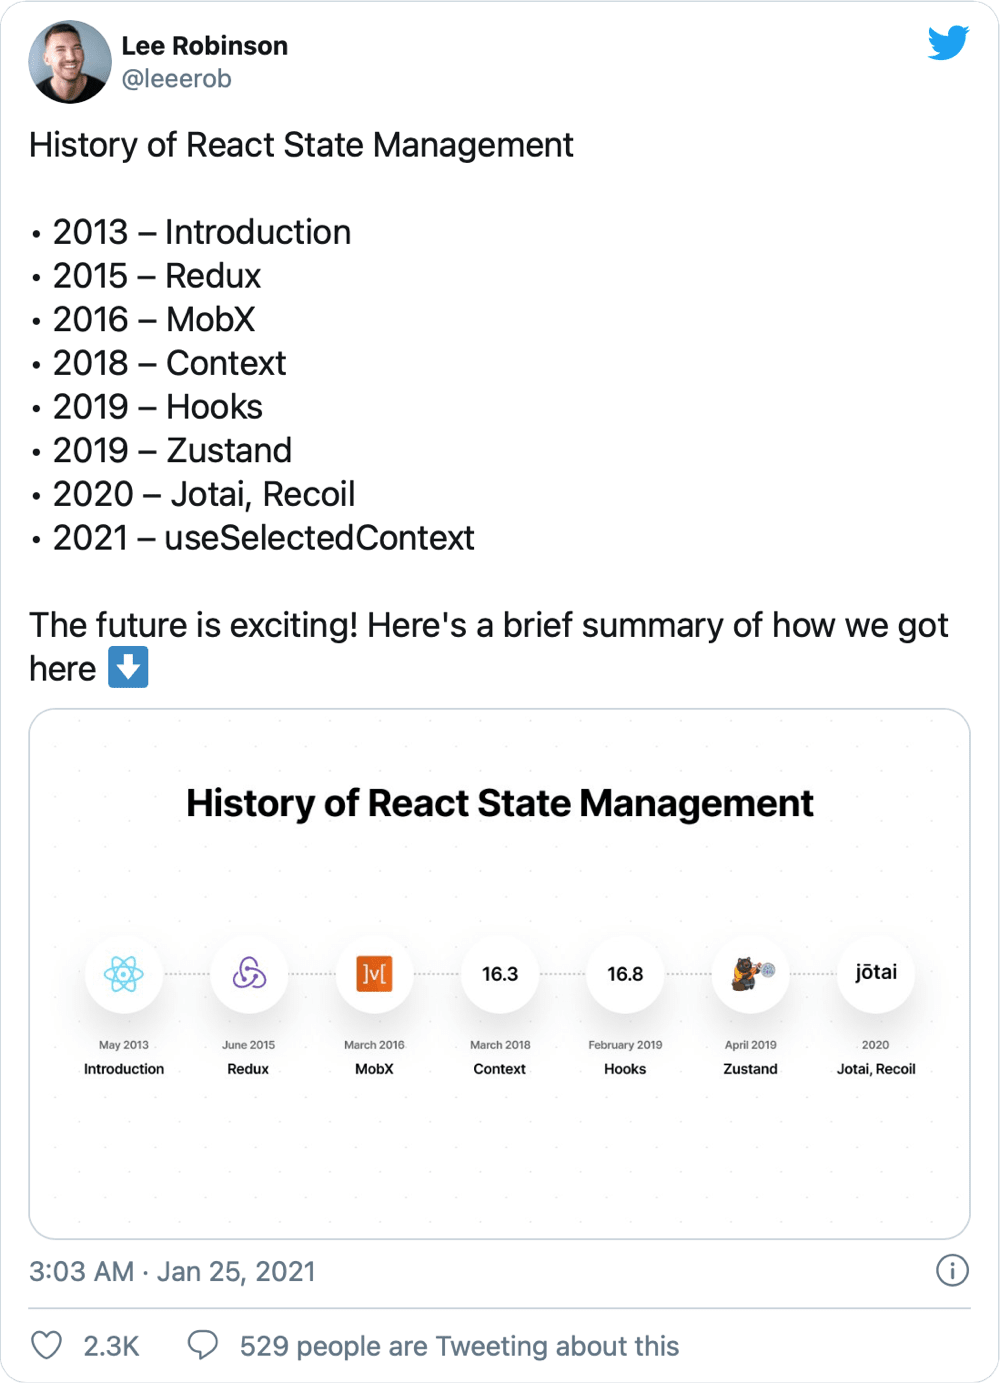 Lee Robinson
@leeerob
History of React State Management
• 2013 – Introduction
• 2015 – Redux
• 2016 – MobX
• 2018 – Context
• 2019 – Hooks
• 2019 – Zustand
• 2020 – Jotai, Recoil
• 2021 – useSelectedContext
The future is exciting! Here's a brief summary of how we got
here ⬇️
History of React State Management
]v[
16.3
16.8
jōtai
May 2013
June 2015
March 2016
March 2018
February 2019
April 2019
2020
Introduction
Redux
MobX
Context
Hooks
Zustand
Jotai, Recoil
3:03 AM · Jan 25, 2021
2.3K
529 people are Tweeting about this